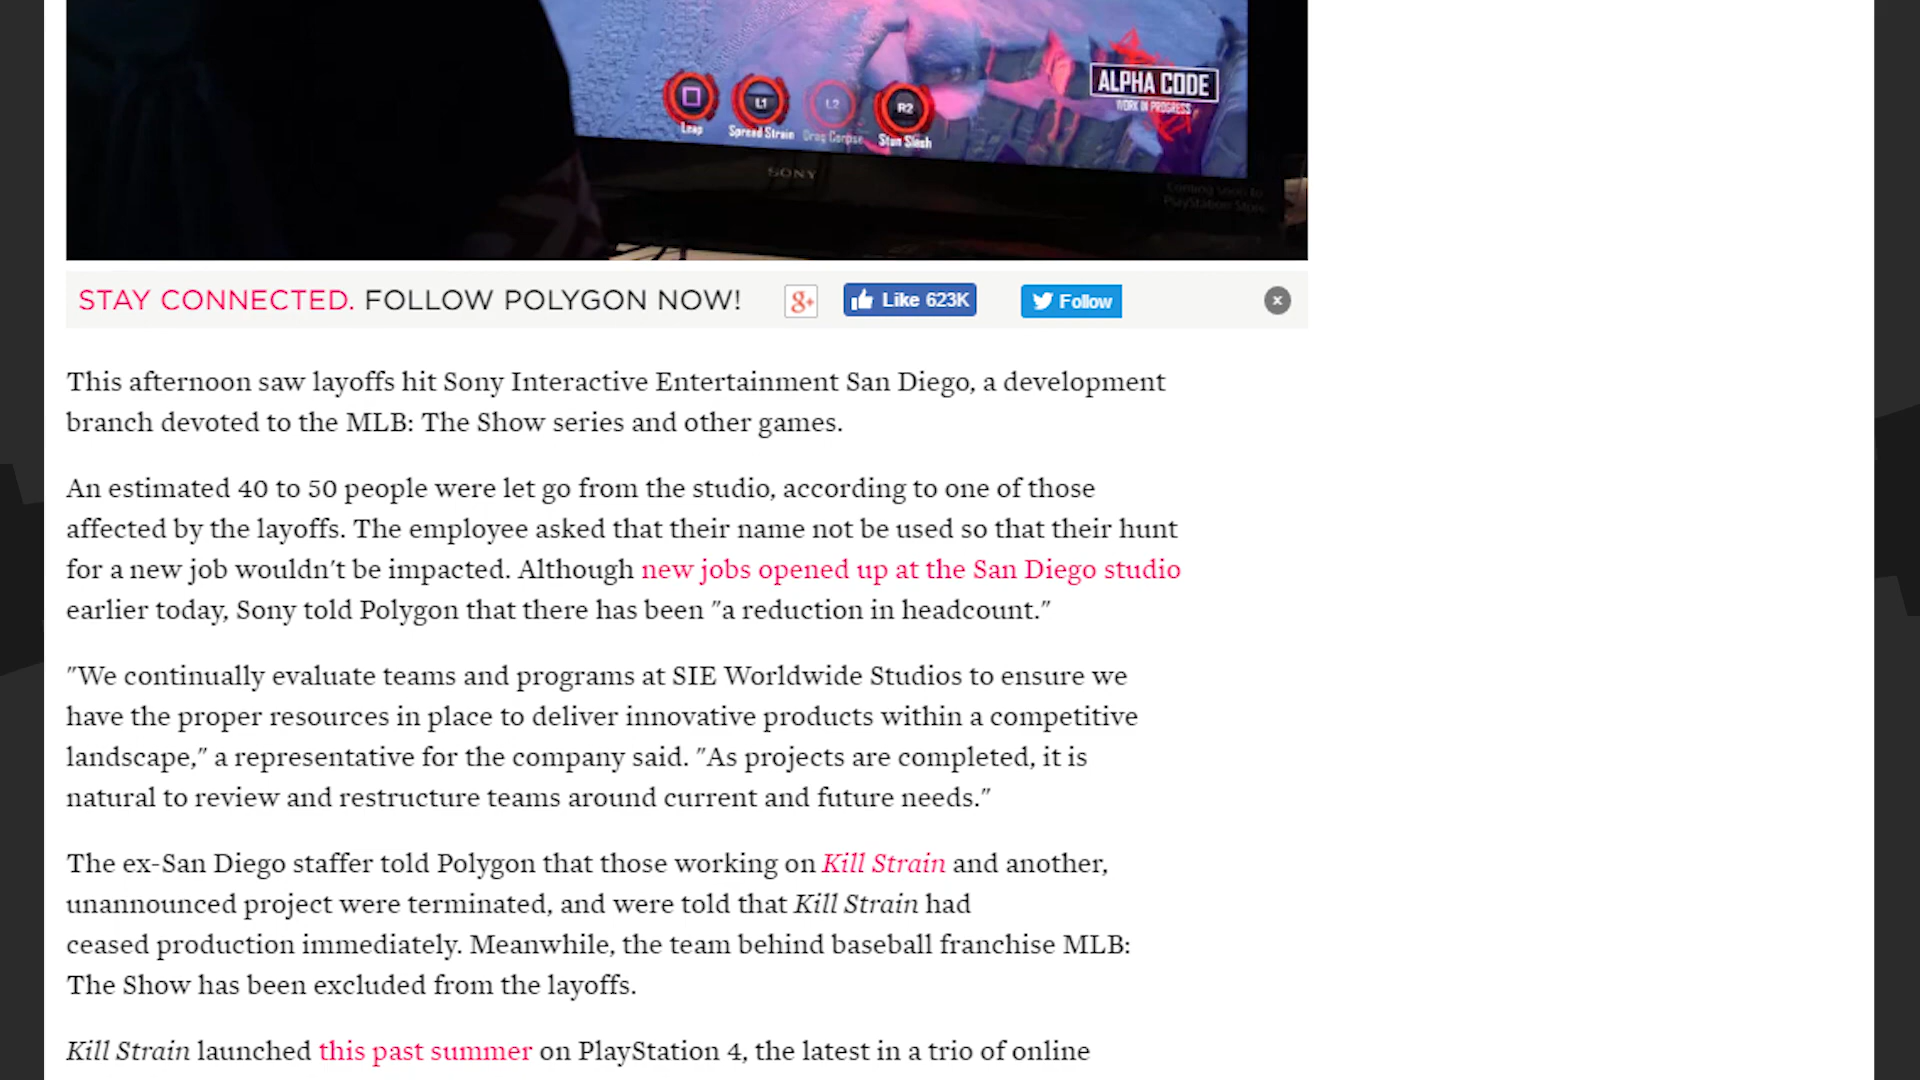 ALPHA CODE
WORK IN PROGRESS
L1
L2
R2
Leap
Spread Strain
Drag Corpse
Stun Slash
SONY
Coming soon to
PlayStation Store
STAY CONNECTED. FOLLOW POLYGON NOW!
g+
Like 623K
Follow
This afternoon saw layoffs hit Sony Interactive Entertainment San Diego, a development
branch devoted to the MLB: The Show series and other games.
An estimated 40 to 50 people were let go from the studio, according to one of those
affected by the layoffs. The employee asked that their name not be used so that their hunt
for a new job wouldn't be impacted. Although new jobs opened up at the San Diego studio
earlier today, Sony told Polygon that there has been "a reduction in headcount."
"We continually evaluate teams and programs at SIE Worldwide Studios to ensure we
have the proper resources in place to deliver innovative products within a competitive
landscape," a representative for the company said. "As projects are completed, it is
natural to review and restructure teams around current and future needs."
The ex-San Diego staffer told Polygon that those working on Kill Strain and another,
unannounced project were terminated, and were told that Kill Strain had
ceased production immediately. Meanwhile, the team behind baseball franchise MLB:
The Show has been excluded from the layoffs.
Kill Strain launched this past summer on PlayStation 4, the latest in a trio of online